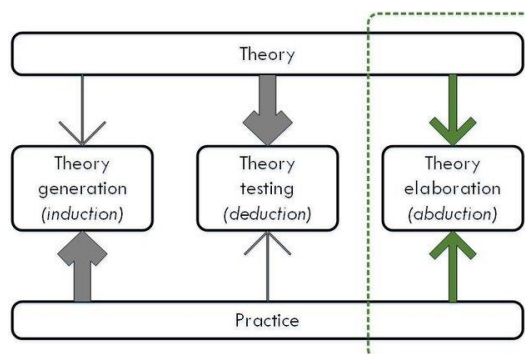 Theory
Theory
generation
(induction)
Theory
testing
(deduction)
Theory
elaboration
(abduction)
Practice